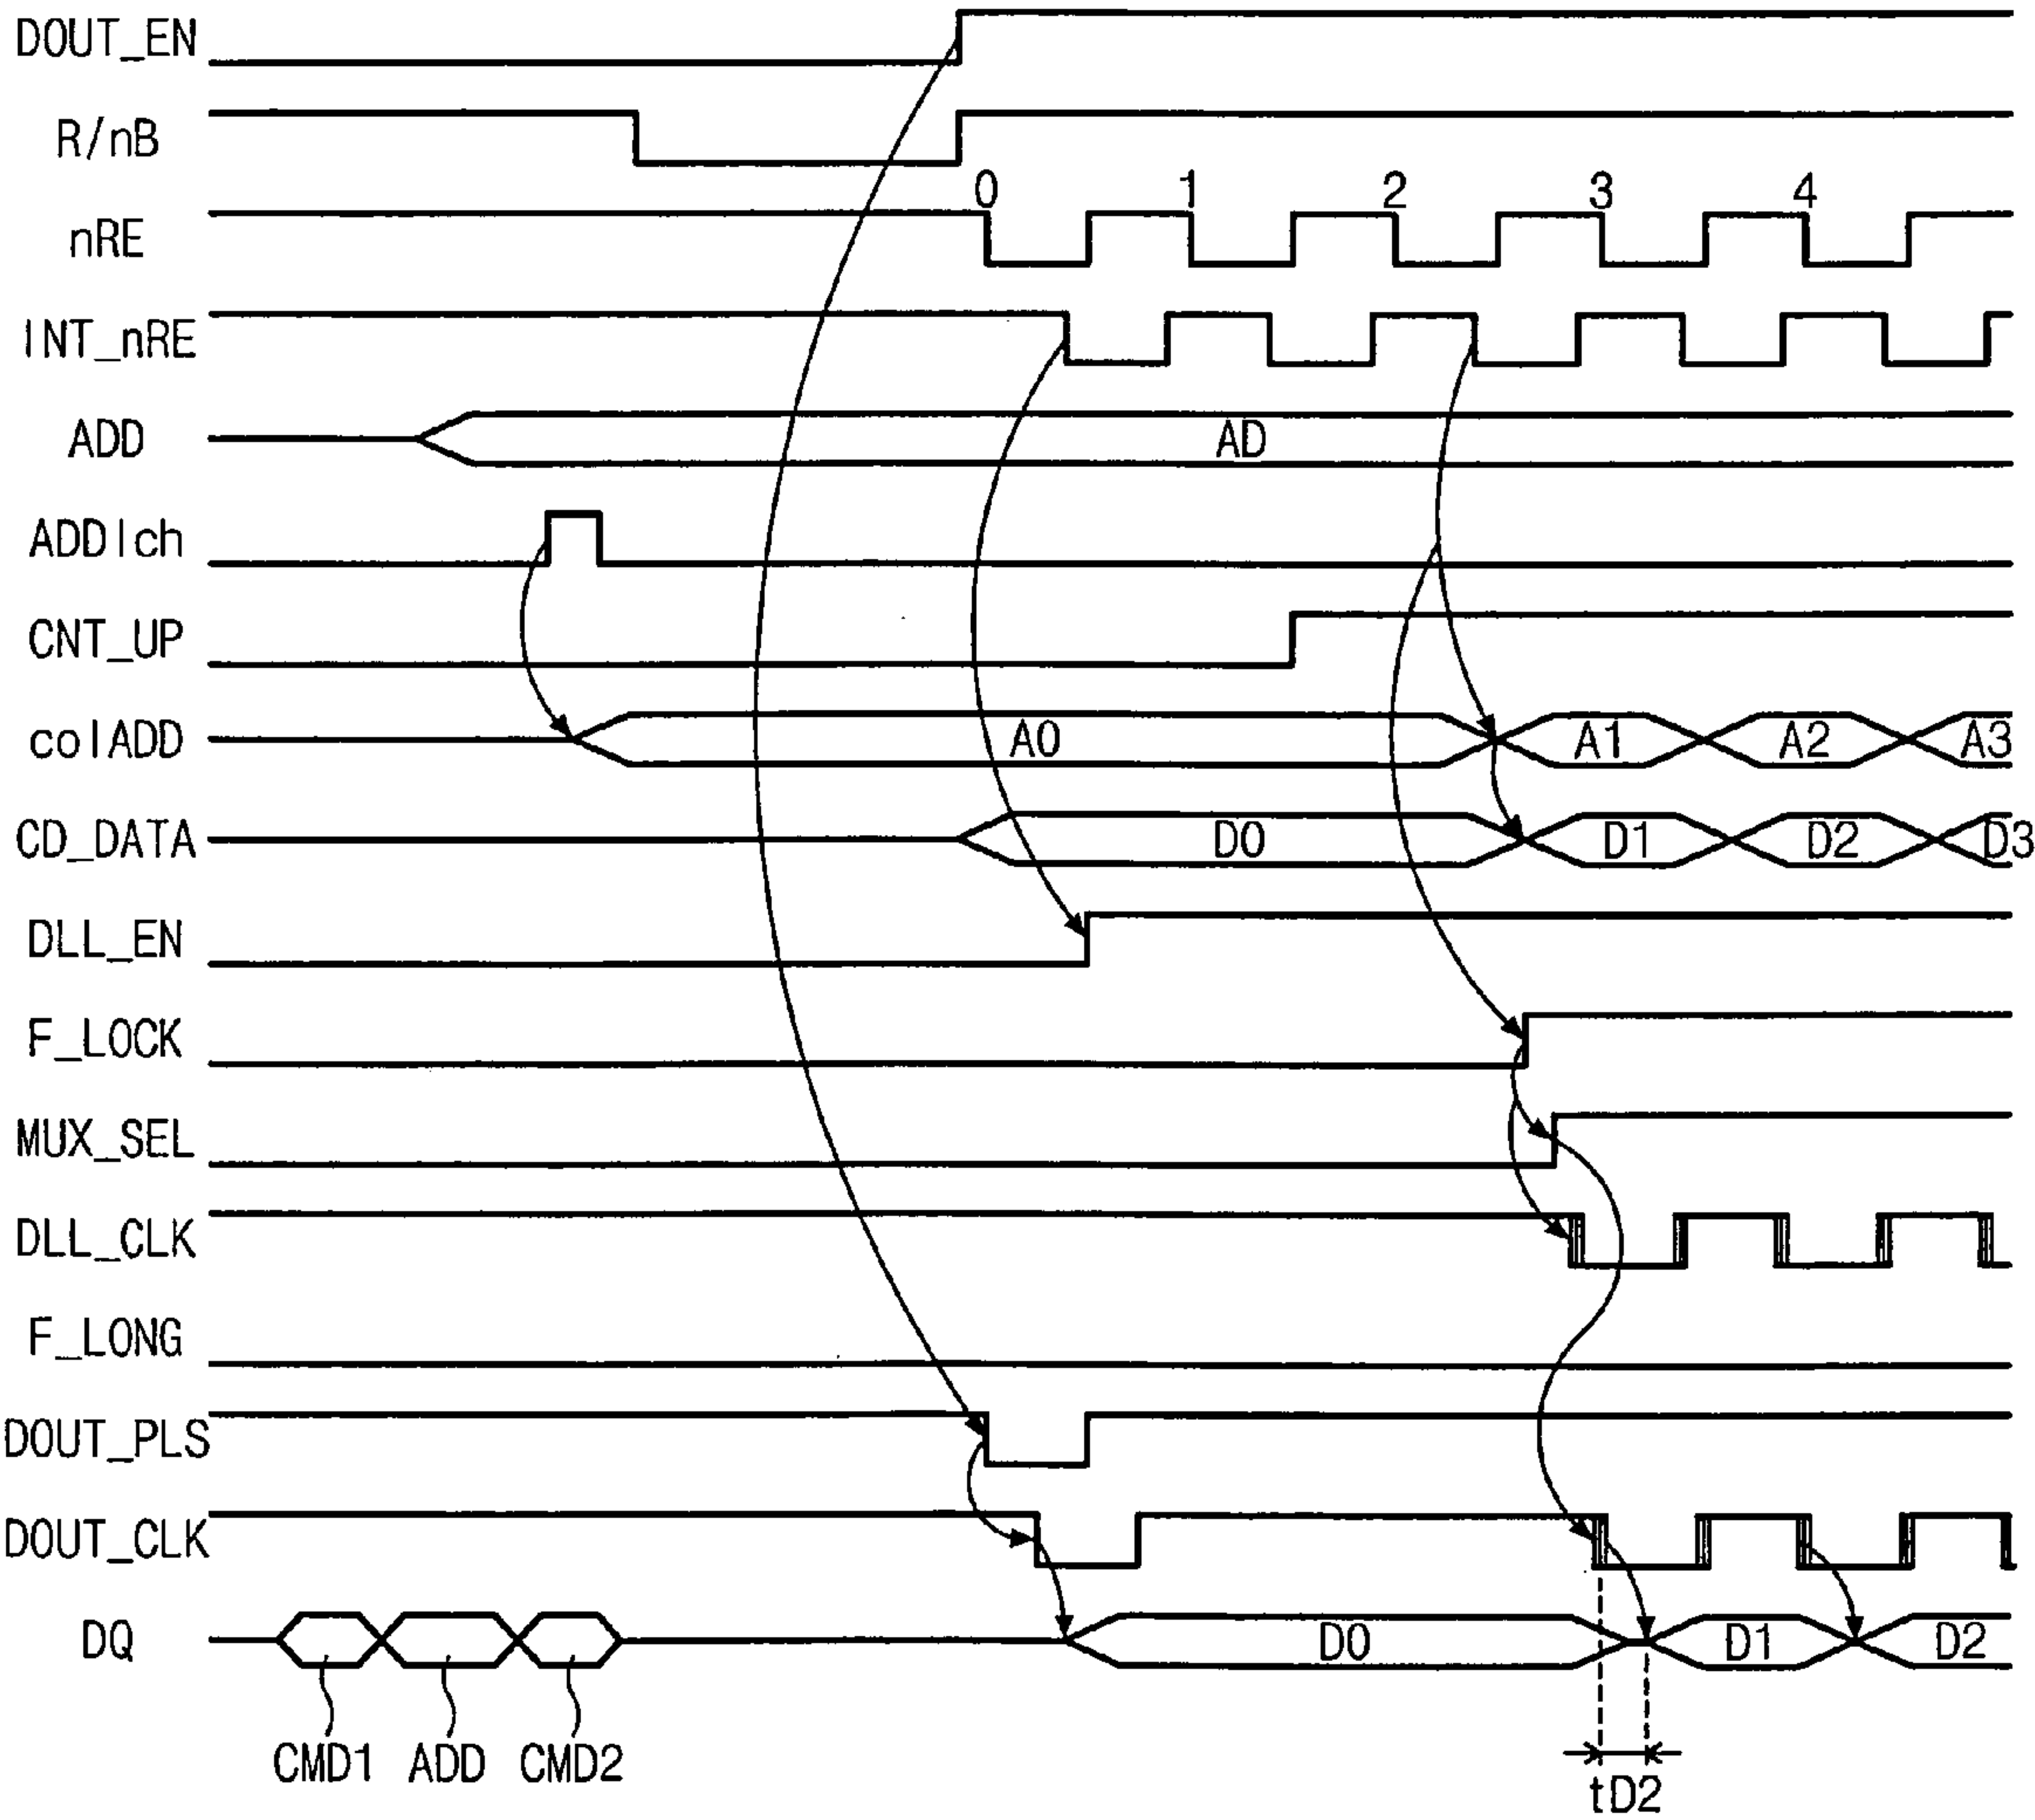 DOUT_EN
R/nB
0 1 2 3 4
nRE
INT_nRE
ADD
AD
ADDlch
CNT_UP
colADD
A0 A1 A2 A3
CD_DATA
D0 D1 D2 D3
DLL_EN
F_LOCK
MUX_SEL
DLL_CLK
F_LONG
DOUT_PLS
DOUT_CLK
DQ
D0 D1 D2
CMD1 ADD CMD2
tD2